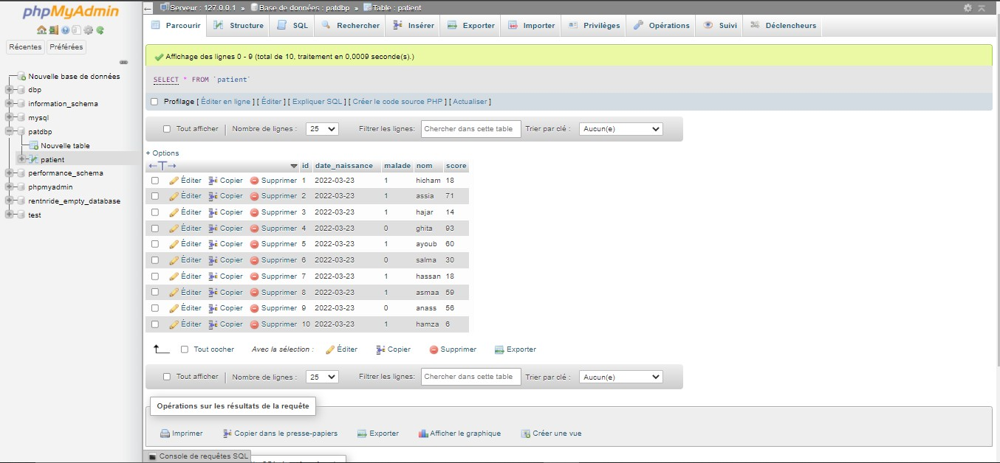 phpMyAdmin
Récentes Préférées
Nouvelle base de données
dbp
information_schema
mysql
patdbp
Nouvelle table
patient
performance_schema
phpmyadmin
rentnride_empty_database
test
Serveur : 127.0.0.1 » Base de données : patdbp » Table : patient
Parcourir Structure SQL Rechercher Insérer Exporter Importer Privilèges Opérations Suivi Déclencheurs
Affichage des lignes 0 - 9 (total de 10, traitement en 0,0009 seconde(s).)
SELECT * FROM `patient`
Profilage [ Éditer en ligne ] [ Éditer ] [ Expliquer SQL ] [ Créer le code source PHP ] [ Actualiser ]
Tout afficher Nombre de lignes : 25 Filtrer les lignes: Chercher dans cette table Trier par clé : Aucun(e)
+ Options
←T→ id date_naissance malade nom score
Éditer Copier Supprimer 1 2022-03-23 1 hicham 18
Éditer Copier Supprimer 2 2022-03-23 1 assia 71
Éditer Copier Supprimer 3 2022-03-23 1 hajar 14
Éditer Copier Supprimer 4 2022-03-23 0 ghita 93
Éditer Copier Supprimer 5 2022-03-23 1 ayoub 60
Éditer Copier Supprimer 6 2022-03-23 0 salma 30
Éditer Copier Supprimer 7 2022-03-23 1 hassan 18
Éditer Copier Supprimer 8 2022-03-23 1 asmaa 59
Éditer Copier Supprimer 9 2022-03-23 0 anass 56
Éditer Copier Supprimer 10 2022-03-23 1 hamza 6
Tout cocher Avec la sélection : Éditer Copier Supprimer Exporter
Tout afficher Nombre de lignes : 25 Filtrer les lignes: Chercher dans cette table Trier par clé : Aucun(e)
Opérations sur les résultats de la requête
Imprimer Copier dans le presse-papiers Exporter Afficher le graphique Créer une vue
Console de requêtes SQL